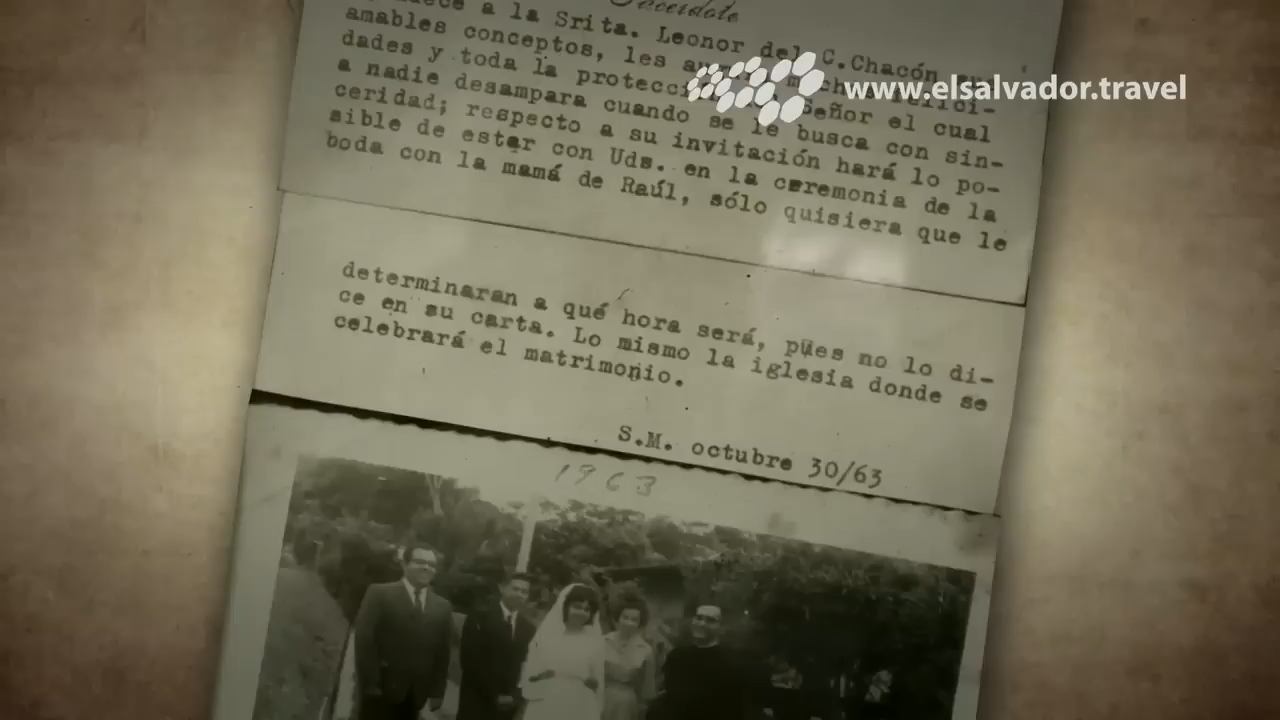 Sacerdote
a la Srita. Leonor del C.Chacón
amables conceptos, les
dades y toda la Señor el cual
a nadie desampara cuando se le busca con sin-
ceridad; respecto a su invitación hará lo po-
sible de estar con Uds. en la ceremonia de la
boda con la mamá de Raúl, sólo quisiera que le
determinaran a qué hora será, pues no lo di-
ce en su carta. Lo mismo la iglesia donde se
celebrará el matrimonio.
S.M. octubre 30/63
1963
www.elsalvador.travel